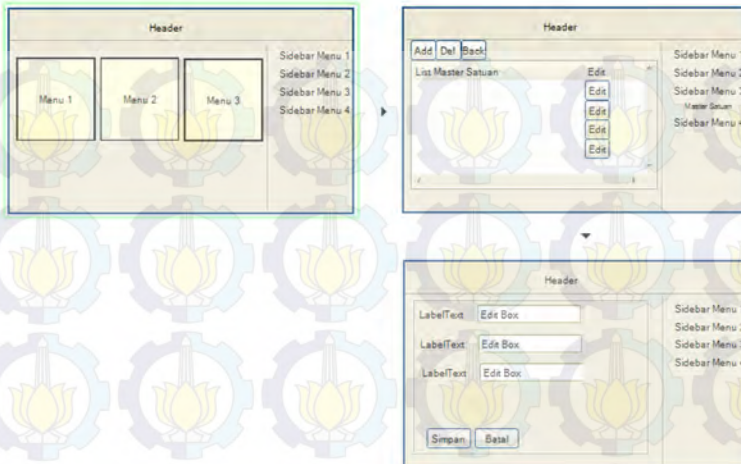 Header
Menu 1
Menu 2
Menu 3
Sidebar Menu 1
Sidebar Menu 2
Sidebar Menu 3
Sidebar Menu 4
Header
Add Del Back
List Master Satuan Edit
Edit
Edit
Edit
Edit
Sidebar Menu
Sidebar Menu 2
Sidebar Menu 3
Master Satuan
Sidebar Menu 4
Header
LabelText Edit Box
LabelText Edit Box
LabelText Edit Box
Simpan Batal
Sidebar Menu
Sidebar Menu
Sidebar Menu
Sidebar Menu